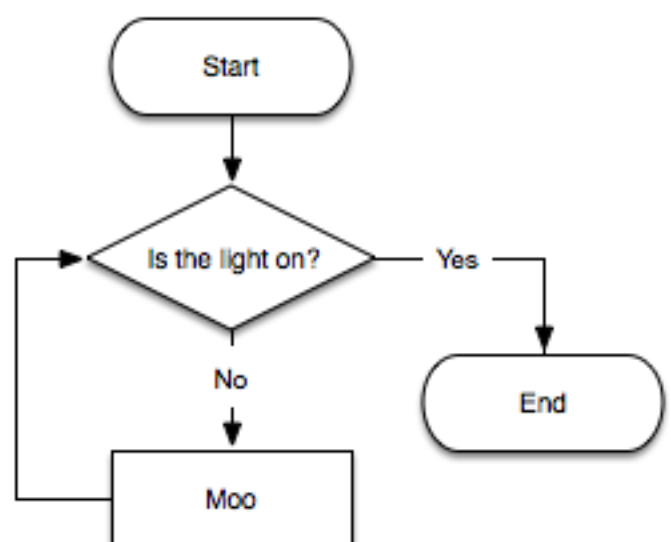 Start
Is the light on?
Yes
No
End
Moo